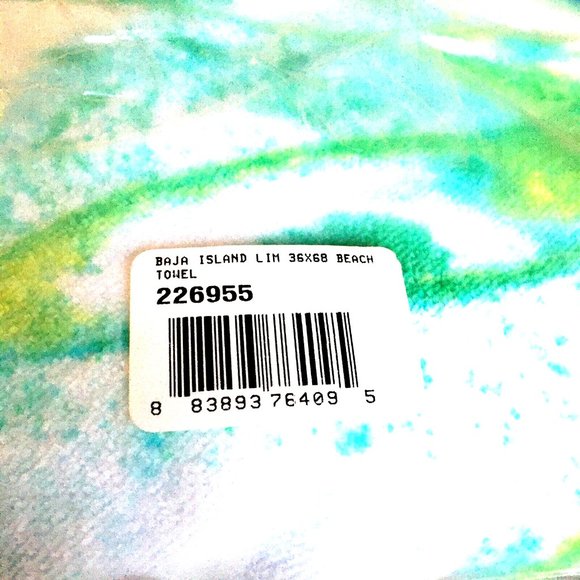 BAJA ISLAND LIM 36X68 BEACH
TOWEL
226955
8 83893 76409 5